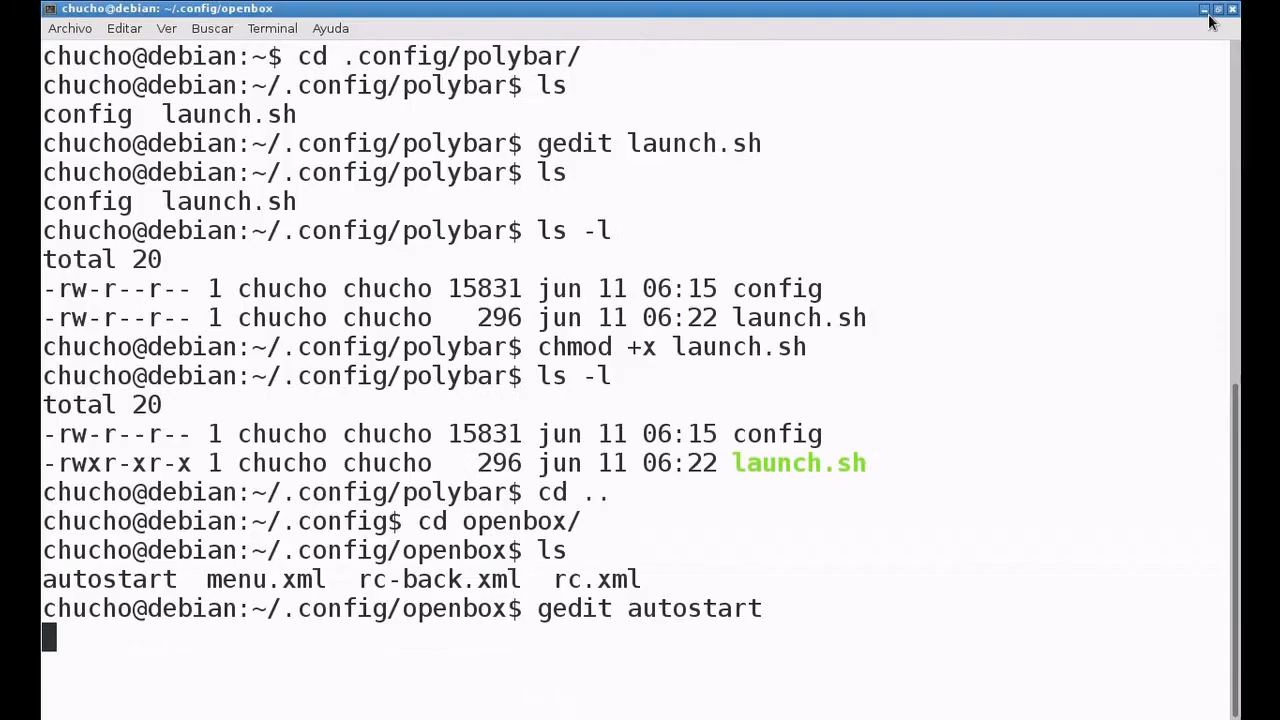 chucho@debian: ~/.config/openbox
Archivo Editar Ver Buscar Terminal Ayuda
chucho@debian:~$ cd .config/polybar/
chucho@debian:~/.config/polybar$ ls
config  launch.sh
chucho@debian:~/.config/polybar$ gedit launch.sh
chucho@debian:~/.config/polybar$ ls
config  launch.sh
chucho@debian:~/.config/polybar$ ls -l
total 20
-rw-r--r-- 1 chucho chucho 15831 jun 11 06:15 config
-rw-r--r-- 1 chucho chucho   296 jun 11 06:22 launch.sh
chucho@debian:~/.config/polybar$ chmod +x launch.sh
chucho@debian:~/.config/polybar$ ls -l
total 20
-rw-r--r-- 1 chucho chucho 15831 jun 11 06:15 config
-rwxr-xr-x 1 chucho chucho   296 jun 11 06:22 launch.sh
chucho@debian:~/.config/polybar$ cd ..
chucho@debian:~/.config$ cd openbox/
chucho@debian:~/.config/openbox$ ls
autostart  menu.xml  rc-back.xml  rc.xml
chucho@debian:~/.config/openbox$ gedit autostart